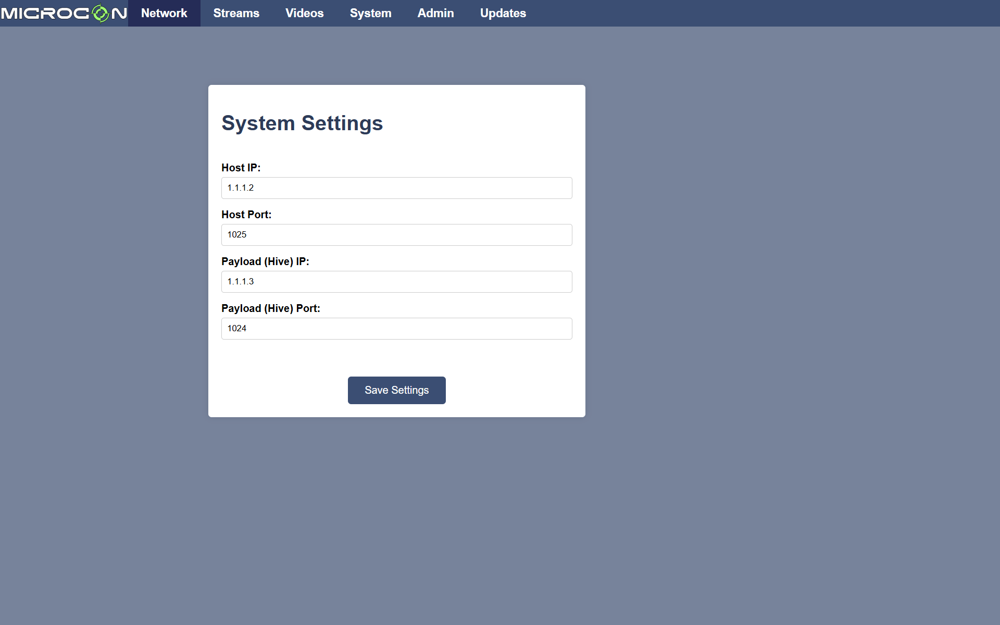 MICROCON Network Streams Videos System Admin Updates
System Settings
Host IP:
1.1.1.2
Host Port:
1025
Payload (Hive) IP:
1.1.1.3
Payload (Hive) Port:
1024
Save Settings